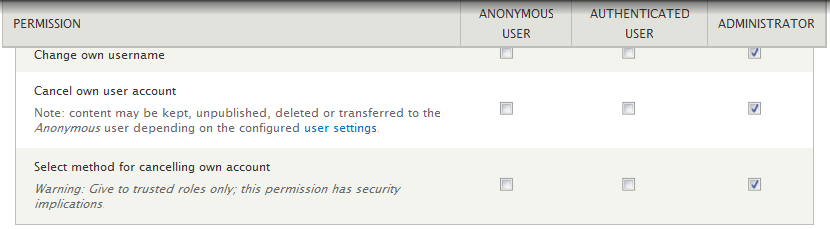 PERMISSION
ANONYMOUS
USER
AUTHENTICATED
USER
ADMINISTRATOR
Change own username
Cancel own user account
Note: content may be kept, unpublished, deleted or transferred to the
Anonymous user depending on the configured user settings.
Select method for cancelling own account
Warning: Give to trusted roles only; this permission has security
implications.